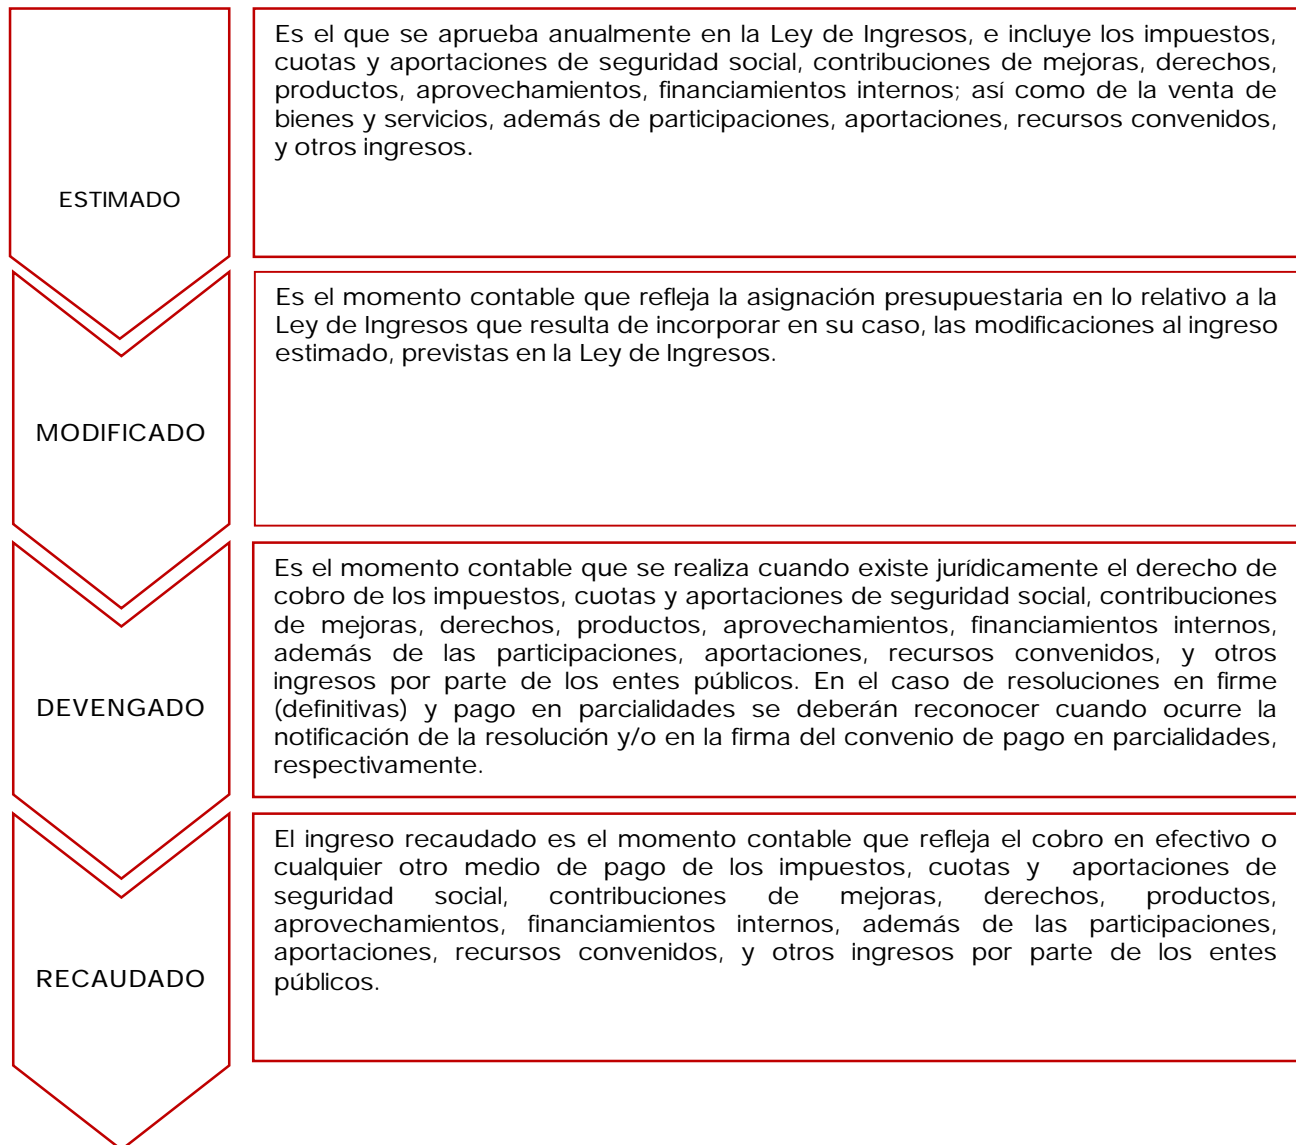 ESTIMADO
Es el que se aprueba anualmente en la Ley de Ingresos, e incluye los impuestos,
cuotas y aportaciones de seguridad social, contribuciones de mejoras, derechos,
productos, aprovechamientos, financiamientos internos; así como de la venta de
bienes y servicios, además de participaciones, aportaciones, recursos convenidos,
y otros ingresos.
MODIFICADO
Es el momento contable que refleja la asignación presupuestaria en lo relativo a la
Ley de Ingresos que resulta de incorporar en su caso, las modificaciones al ingreso
estimado, previstas en la Ley de Ingresos.
DEVENGADO
Es el momento contable que se realiza cuando existe jurídicamente el derecho de
cobro de los impuestos, cuotas y aportaciones de seguridad social, contribuciones
de mejoras, derechos, productos, aprovechamientos, financiamientos internos,
además de las participaciones, aportaciones, recursos convenidos, y otros
ingresos por parte de los entes públicos. En el caso de resoluciones en firme
(definitivas) y pago en parcialidades se deberán reconocer cuando ocurre la
notificación de la resolución y/o en la firma del convenio de pago en parcialidades,
respectivamente.
RECAUDADO
El ingreso recaudado es el momento contable que refleja el cobro en efectivo o
cualquier otro medio de pago de los impuestos, cuotas y aportaciones de
seguridad social, contribuciones de mejoras, derechos, productos,
aprovechamientos, financiamientos internos, además de las participaciones,
aportaciones, recursos convenidos, y otros ingresos por parte de los entes
públicos.